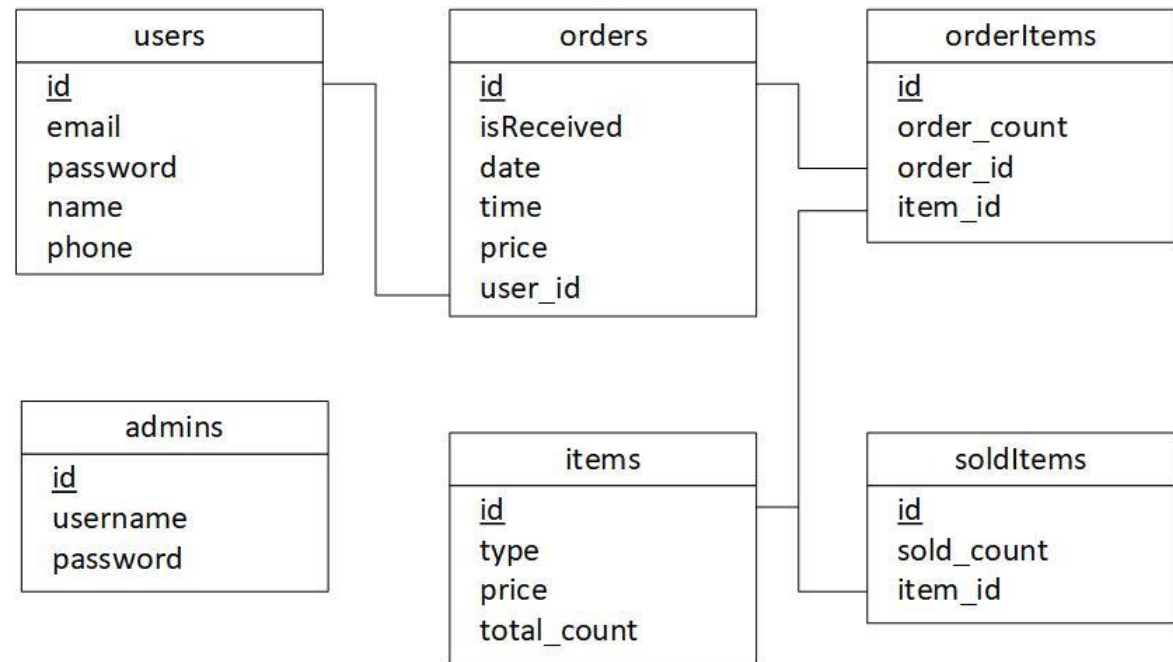 users
id
email
password
name
phone
orders
id
isReceived
date
time
price
user_id
orderItems
id
order_count
order_id
item_id
admins
id
username
password
items
id
type
price
total_count
soldItems
id
sold_count
item_id